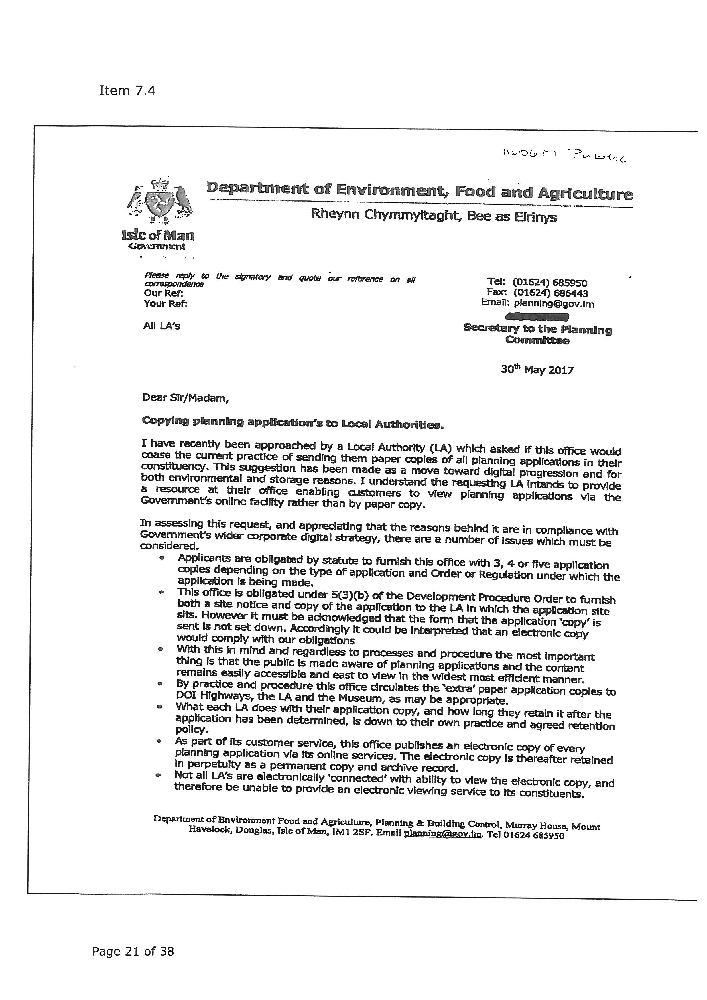 Item 7.4
140617 Public
Department of Environment, Food and Agriculture
Rheynn Chymmyltaght, Bee as Eirinys
Isle of Man
Government
Please reply to the signatory and quote our reference on all
correspondence
Our Ref:
Your Ref:
All LA's
Tel: (01624) 685950
Fax: (01624) 686443
Email: planning@gov.im
Secretary to the Planning
Committee
30th May 2017
Dear Sir/Madam,
Copying planning application's to Local Authorities.
I have recently been approached by a Local Authority (LA) which asked if this office would
cease the current practice of sending them paper copies of all planning applications in their
constituency. This suggestion has been made as a move toward digital progression and for
both environmental and storage reasons. I understand the requesting LA intends to provide
a resource at their office enabling customers to view planning applications via the
Government's online facility rather than by paper copy.
In assessing this request, and appreciating that the reasons behind it are in compliance with
Government's wider corporate digital strategy, there are a number of issues which must be
considered.
• Applicants are obligated by statute to furnish this office with 3, 4 or five application
copies depending on the type of application and Order or Regulation under which the
application is being made.
• This office is obligated under 5(3)(b) of the Development Procedure Order to furnish
both a site notice and copy of the application to the LA in which the application site
sits. However it must be acknowledged that the form that the application 'copy' is
sent is not set down. Accordingly it could be interpreted that an electronic copy
would comply with our obligations
• With this in mind and regardless to processes and procedure the most important
thing is that the public is made aware of planning applications and the content
remains easily accessible and east to view in the widest most efficient manner.
• By practice and procedure this office circulates the 'extra' paper application copies to
DOI Highways, the LA and the Museum, as may be appropriate.
• What each LA does with their application copy, and how long they retain it after the
application has been determined, is down to their own practice and agreed retention
policy.
• As part of its customer service, this office publishes an electronic copy of every
planning application via its online services. The electronic copy is thereafter retained
in perpetuity as a permanent copy and archive record.
• Not all LA's are electronically 'connected' with ability to view the electronic copy, and
therefore be unable to provide an electronic viewing service to its constituents.
Department of Environment Food and Agriculture, Planning & Building Control, Murray House, Mount
Havelock, Douglas, Isle of Man, IM1 2SF. Email planning@gov.im. Tel 01624 685950
Page 21 of 38